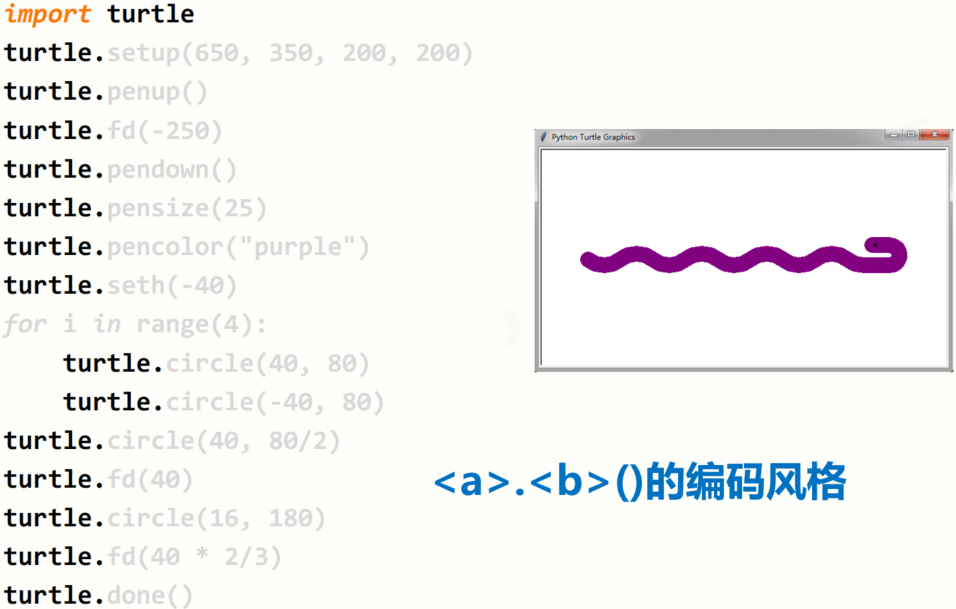 import turtle
turtle.setup(650, 350, 200, 200)
turtle.penup()
turtle.fd(-250)
turtle.pendown()
turtle.pensize(25)
turtle.pencolor("purple")
turtle.seth(-40)
for i in range(4):
    turtle.circle(40, 80)
    turtle.circle(-40, 80)
turtle.circle(40, 80/2)
turtle.fd(40)
turtle.circle(16, 180)
turtle.fd(40 * 2/3)
turtle.done()
Python Turtle Graphics
<a>.<b>()的编码风格